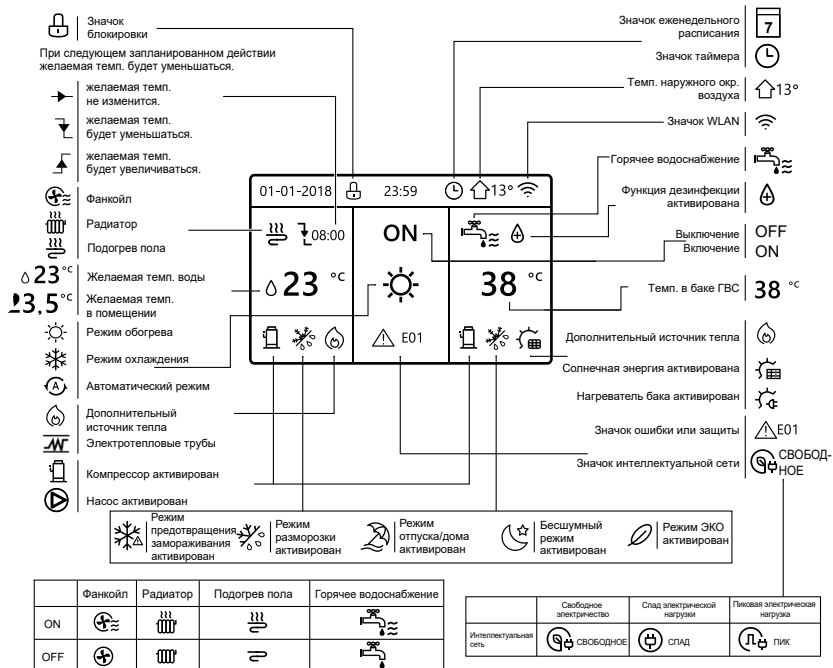 Значок
блокировки
При следующем запланированном действии
желаемая темп. будет уменьшаться.
желаемая темп.
не изменится.
желаемая темп.
будет уменьшаться.
желаемая темп.
будет увеличиваться.
Фанкойл
Радиатор
Подогрев пола
23 °C
Желаемая темп. воды
23,5 °C
Желаемая темп.
в помещении
Режим обогрева
Режим охлаждения
A
Автоматический режим
Дополнительный
источник тепла
Электротепловые трубы
Компрессор активирован
Насос активирован
01-01-2018 23:59 13°
08:00
ON
23 °C
38 °C
E01
Значок еженедельного
расписания
7
Значок таймера
Темп. наружного окр.
воздуха
13°
Значок WLAN
Горячее водоснабжение
Функция дезинфекции
активирована
Выключение OFF
Включение ON
Темп. в баке ГВС 38 °C
Дополнительный источник тепла
Солнечная энергия активирована
Нагреватель бака активирован
Значок ошибки или защиты E01
Значок интеллектуальной сети СВОБОД-
НОЕ
Режим
предотвращения
замораживания
активирован
Режим
разморозки
активирован
Режим
отпуска/дома
активирован
Бесшумный
режим
активирован
Режим ЭКО
активирован
Фанкойл Радиатор Подогрев пола Горячее водоснабжение
ON
OFF
Свободное
электричество
Спад электрической
нагрузки
Пиковая электрическая
нагрузка
Интеллектуальная
сеть
СВОБОДНОЕ СПАД ПИК